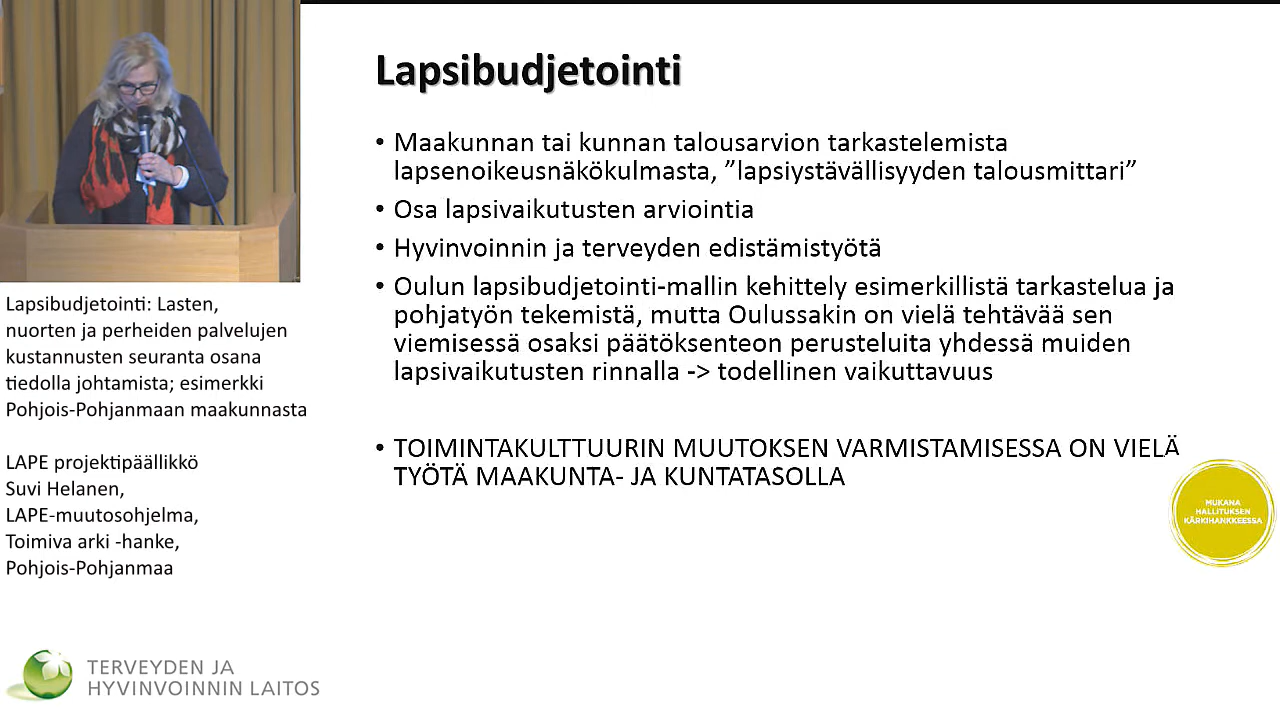 Lapsibudjetointi
• Maakunnan tai kunnan talousarvion tarkastelemista
lapsenoikeusnäkökulmasta, ”lapsiystävällisyyden talousmittari”
• Osa lapsivaikutusten arviointia
• Hyvinvoinnin ja terveyden edistämistyötä
• Oulun lapsibudjetointi-mallin kehittely esimerkillistä tarkastelua ja
pohjatyön tekemistä, mutta Oulussakin on vielä tehtävää sen
viemisessä osaksi päätöksenteon perusteluita yhdessä muiden
lapsivaikutusten rinnalla -> todellinen vaikuttavuus
• TOIMINTAKULTTUURIN MUUTOKSEN VARMISTAMISESSA ON VIELÄ
TYÖTÄ MAAKUNTA- JA KUNTATASOLLA
MUKANA
HALLITUKSEN
KÄRKIHANKKEESSA
Lapsibudjetointi: Lasten,
nuorten ja perheiden palvelujen
kustannusten seuranta osana
tiedolla johtamista; esimerkki
Pohjois-Pohjanmaan maakunnasta
LAPE projektipäällikkö
Suvi Helanen,
LAPE-muutosohjelma,
Toimiva arki -hanke,
Pohjois-Pohjanmaa
TERVEYDEN JA
HYVINVOINNIN LAITOS